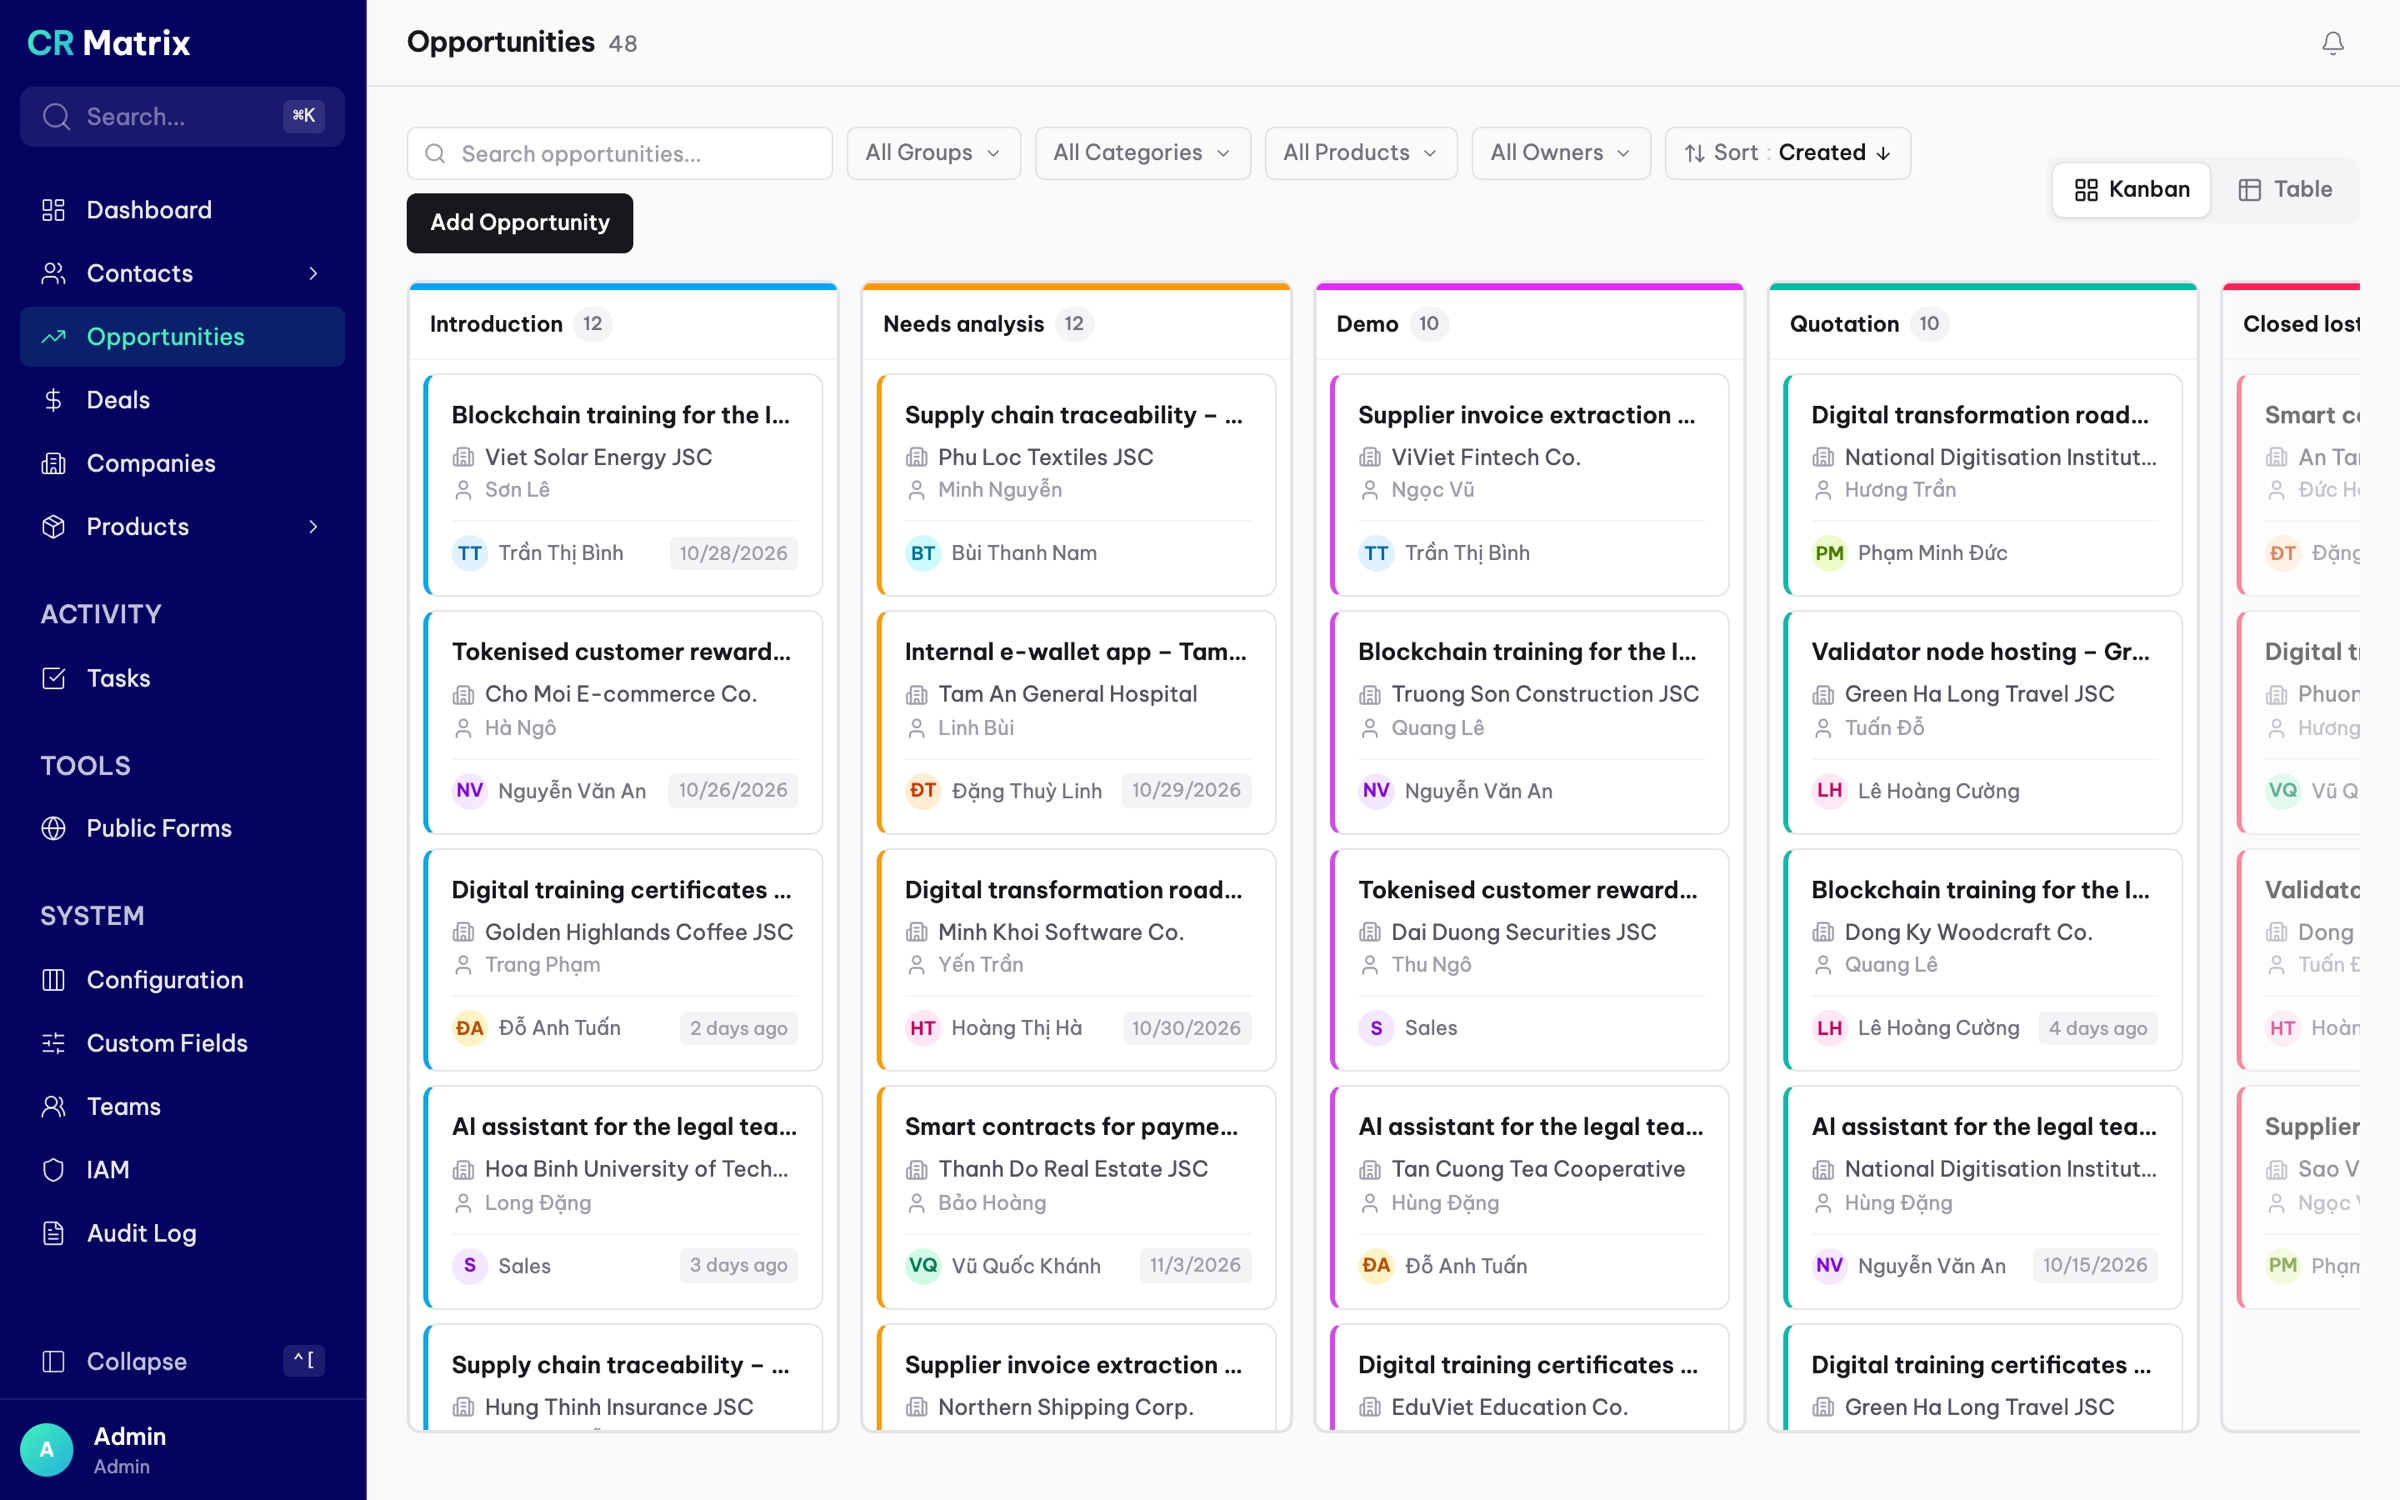 CR Matrix
Search...
⌘K
Dashboard
Contacts
Opportunities
Deals
Companies
Products
ACTIVITY
Tasks
TOOLS
Public Forms
SYSTEM
Configuration
Custom Fields
Teams
IAM
Audit Log
Collapse
^[
A
Admin
Admin
Opportunities 48
Search opportunities...
All Groups
All Categories
All Products
All Owners
Sort : Created ↓
Add Opportunity
Kanban
Table
Introduction 12
Blockchain training for the I...
Viet Solar Energy JSC
Sơn Lê
TT Trần Thị Bình 10/28/2026
Tokenised customer reward...
Cho Moi E-commerce Co.
Hà Ngô
NV Nguyễn Văn An 10/26/2026
Digital training certificates ...
Golden Highlands Coffee JSC
Trang Phạm
ĐA Đỗ Anh Tuấn 2 days ago
AI assistant for the legal tea...
Hoa Binh University of Tech...
Long Đặng
S Sales 3 days ago
Supply chain traceability – ...
Hung Thinh Insurance JSC
Needs analysis 12
Supply chain traceability – ...
Phu Loc Textiles JSC
Minh Nguyễn
BT Bùi Thanh Nam
Internal e-wallet app – Tam...
Tam An General Hospital
Linh Bùi
ĐT Đặng Thuỳ Linh 10/29/2026
Digital transformation road...
Minh Khoi Software Co.
Yến Trần
HT Hoàng Thị Hà 10/30/2026
Smart contracts for payme...
Thanh Do Real Estate JSC
Bảo Hoàng
VQ Vũ Quốc Khánh 11/3/2026
Supplier invoice extraction ...
Northern Shipping Corp.
Demo 10
Supplier invoice extraction ...
ViViet Fintech Co.
Ngọc Vũ
TT Trần Thị Bình
Blockchain training for the I...
Truong Son Construction JSC
Quang Lê
NV Nguyễn Văn An
Tokenised customer reward...
Dai Duong Securities JSC
Thu Ngô
S Sales
AI assistant for the legal tea...
Tan Cuong Tea Cooperative
Hùng Đặng
ĐA Đỗ Anh Tuấn
Digital training certificates ...
EduViet Education Co.
Quotation 10
Digital transformation road...
National Digitisation Institut...
Hương Trần
PM Phạm Minh Đức
Validator node hosting – Gr...
Green Ha Long Travel JSC
Tuấn Đỗ
LH Lê Hoàng Cường
Blockchain training for the I...
Dong Ky Woodcraft Co.
Quang Lê
LH Lê Hoàng Cường 4 days ago
AI assistant for the legal tea...
National Digitisation Institut...
Hùng Đặng
NV Nguyễn Văn An 10/15/2026
Digital training certificates ...
Green Ha Long Travel JSC
Closed lost
Smart
An
Đức
ĐT Đặng
Digital
Hương
VQ Vũ
Dong
Tuấn
HT
Supplier
Sao
Ngọc
PM